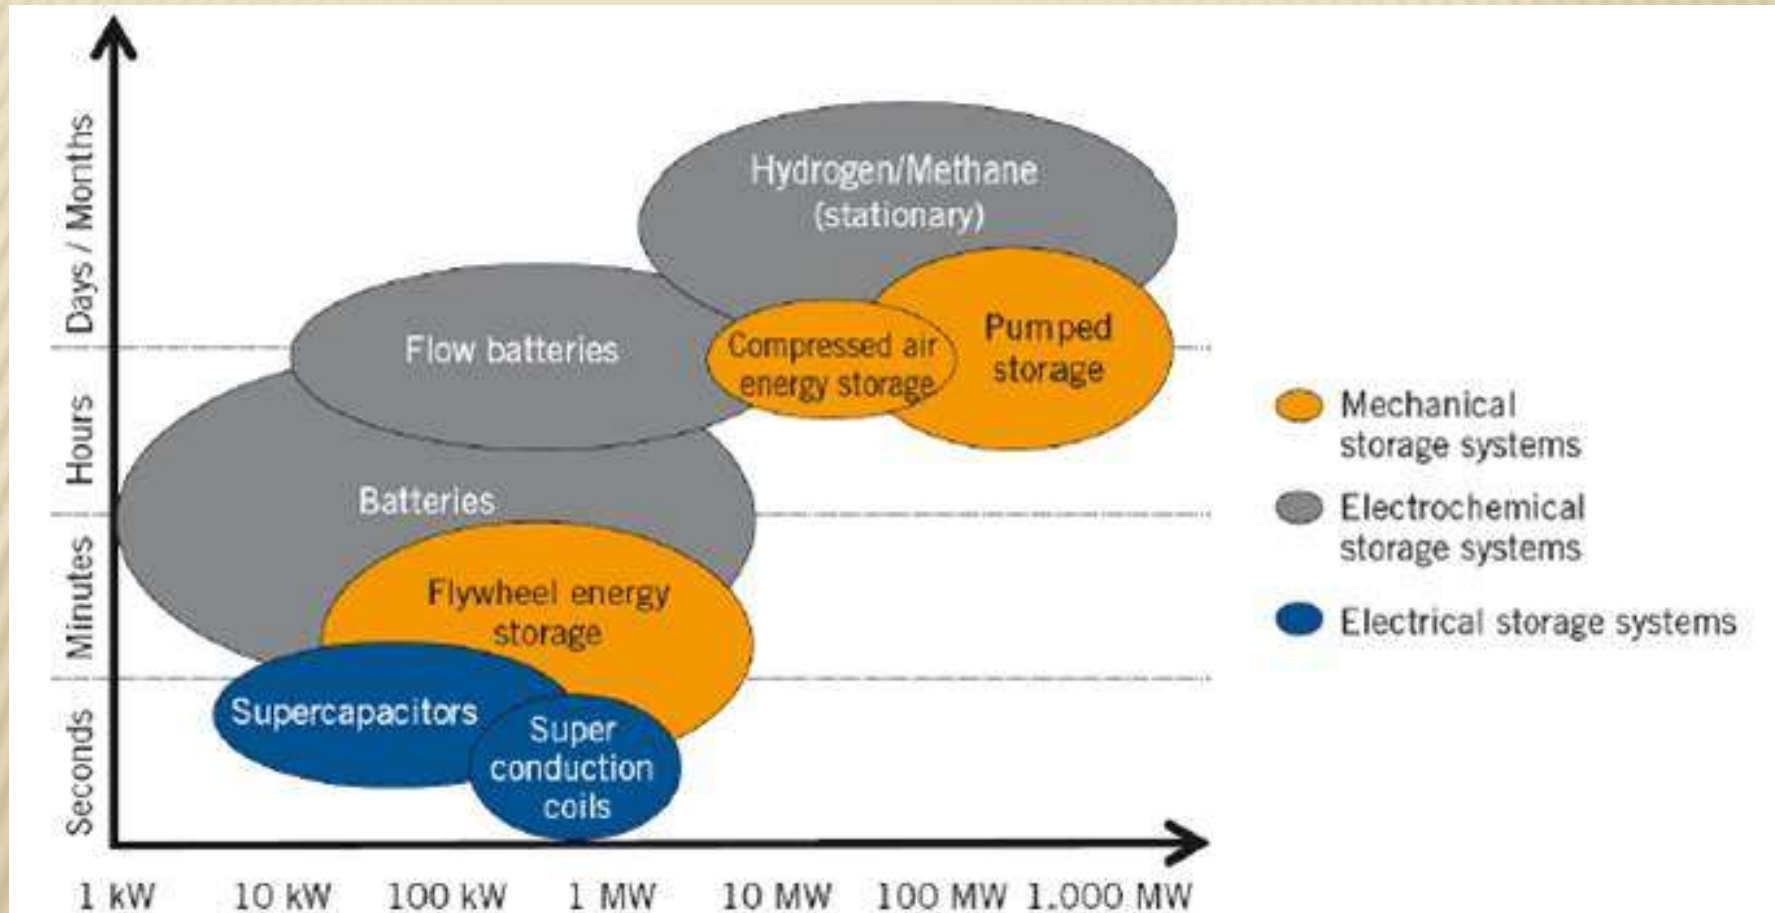 Days / Months
Hours
Minutes
Seconds
Hydrogen/Methane
(stationary)
Flow batteries
Compressed air
energy storage
Pumped
storage
Batteries
Flywheel energy
storage
Supercapacitors
Super
conduction
coils
Mechanical
storage systems
Electrochemical
storage systems
Electrical storage systems
1 kW 10 kW 100 kW 1 MW 10 MW 100 MW 1.000 MW